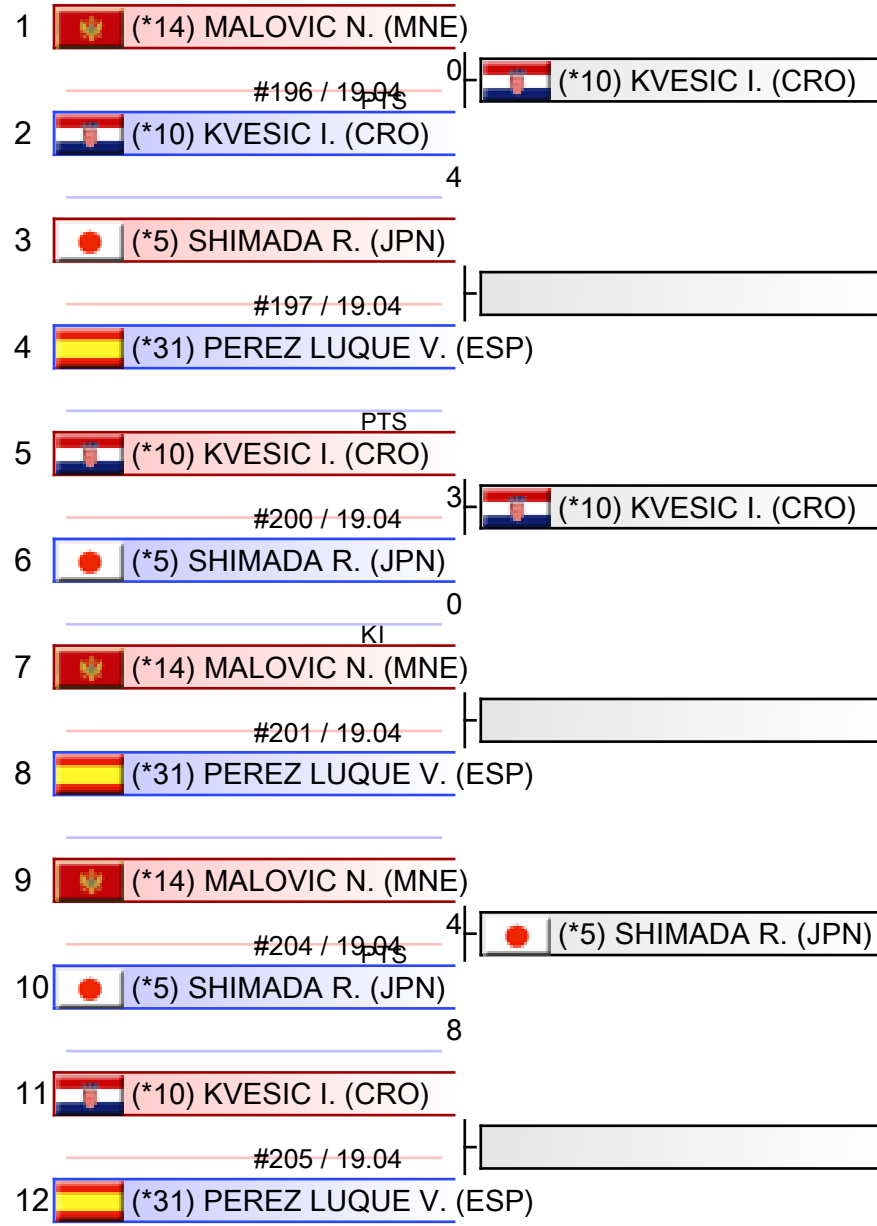 1 (*14) MALOVIC N. (MNE)
0 (*10) KVESIC I. (CRO)
#196 / 19.04
PTS
2 (*10) KVESIC I. (CRO)
4
3 (*5) SHIMADA R. (JPN)
#197 / 19.04
4 (*31) PEREZ LUQUE V. (ESP)
PTS
5 (*10) KVESIC I. (CRO)
3 (*10) KVESIC I. (CRO)
#200 / 19.04
6 (*5) SHIMADA R. (JPN)
0
KI
7 (*14) MALOVIC N. (MNE)
#201 / 19.04
8 (*31) PEREZ LUQUE V. (ESP)
9 (*14) MALOVIC N. (MNE)
4 (*5) SHIMADA R. (JPN)
#204 / 19.04
PTS
10 (*5) SHIMADA R. (JPN)
8
11 (*10) KVESIC I. (CRO)
#205 / 19.04
12 (*31) PEREZ LUQUE V. (ESP)